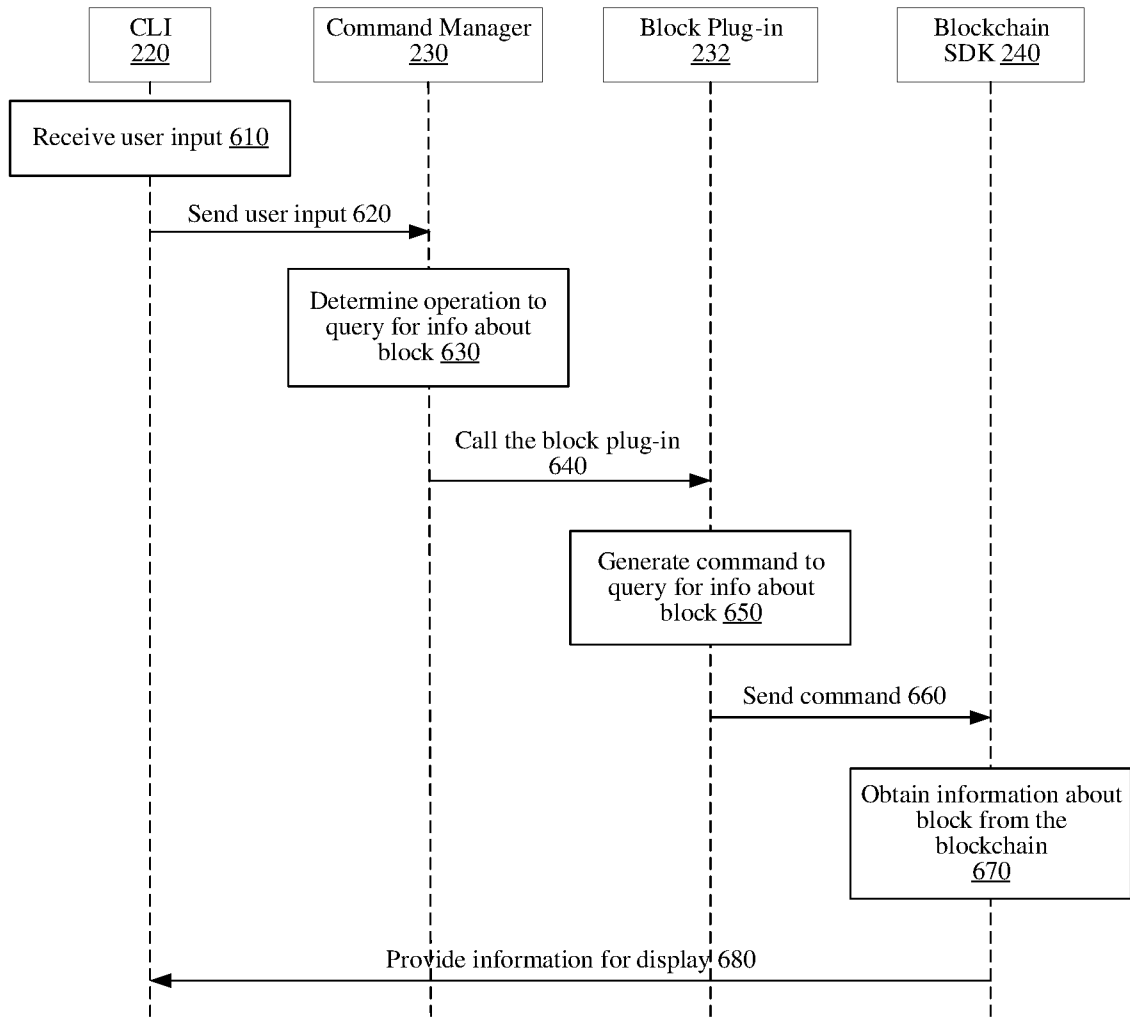 CLI
220
Command Manager
230
Block Plug-in
232
Blockchain
SDK 240
Receive user input 610
Send user input 620
Determine operation to
query for info about
block 630
Call the block plug-in
640
Generate command to
query for info about
block 650
Send command 660
Obtain information about
block from the
blockchain
670
Provide information for display 680